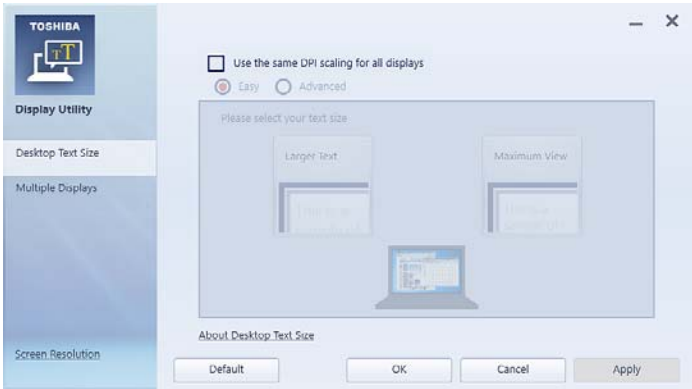 TOSHIBA
TT
Display Utility
Desktop Text Size
Multiple Displays
Screen Resolution
Use the same DPI scaling for all displays
Easy
Advanced
Please select your text size
Larger Text
Maximum View
About Desktop Text Size
Default
OK
Cancel
Apply